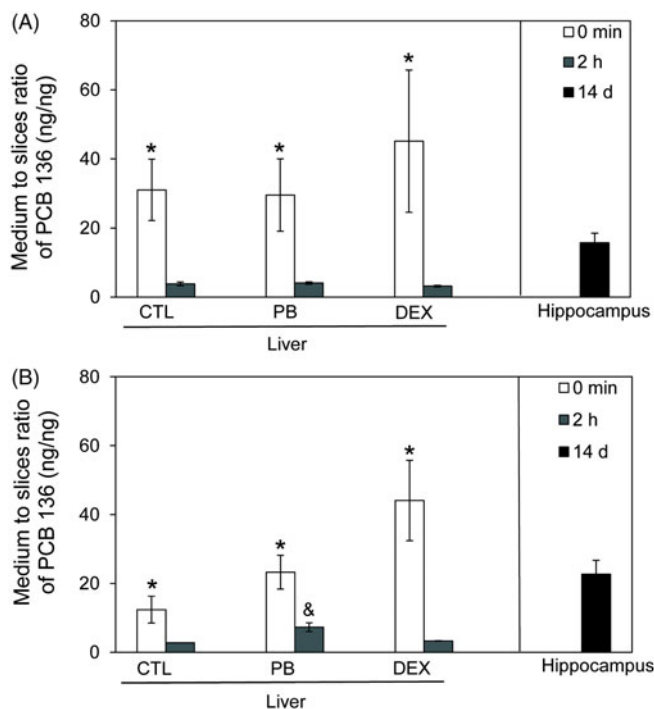 (A)
Medium to slices ratio
of PCB 136 (ng/ng)
80
60
40
20
0
*
*
*
0 min
2 h
14 d
CTL
PB
DEX
Hippocampus
Liver
(B)
Medium to slices ratio
of PCB 136 (ng/ng)
80
60
40
20
0
*
*
&
*
0 min
2 h
14 d
CTL
PB
DEX
Hippocampus
Liver